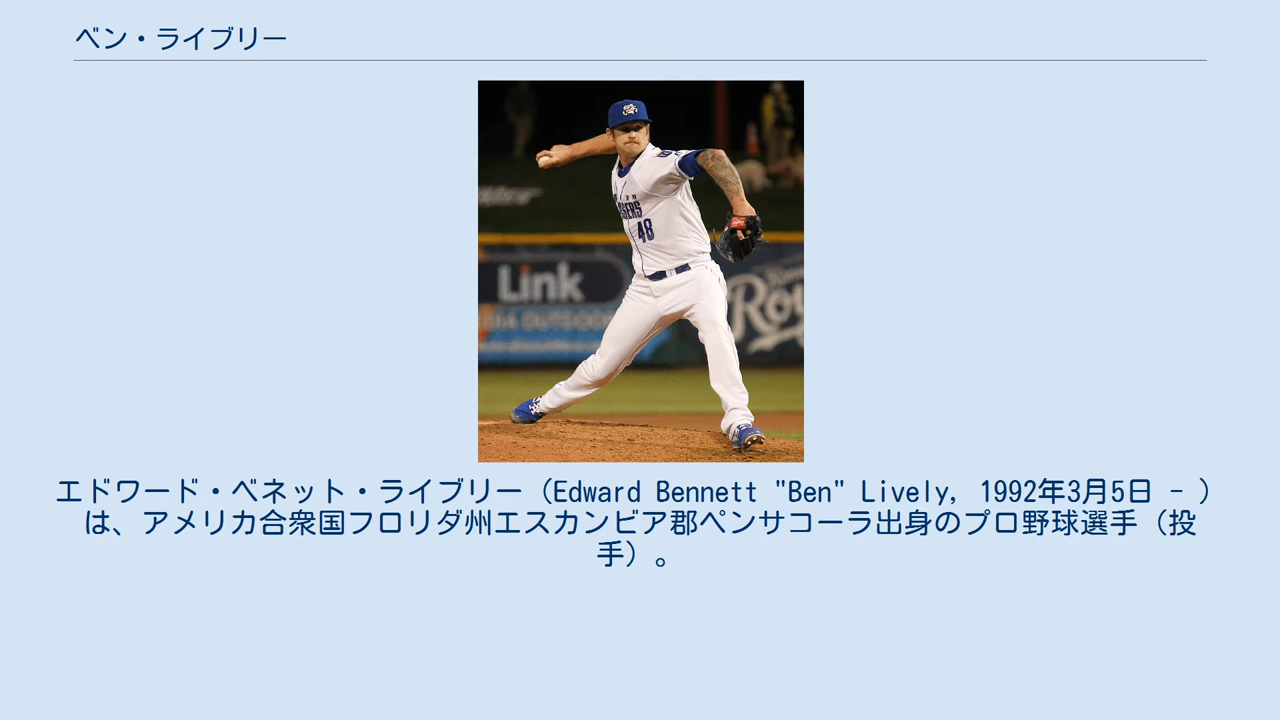 ベン・ライブリー
48
Link
エドワード・ベネット・ライブリー（Edward Bennett "Ben" Lively, 1992年3月5日 - ）
は、アメリカ合衆国フロリダ州エスカンビア郡ペンサコーラ出身のプロ野球選手（投
手）。